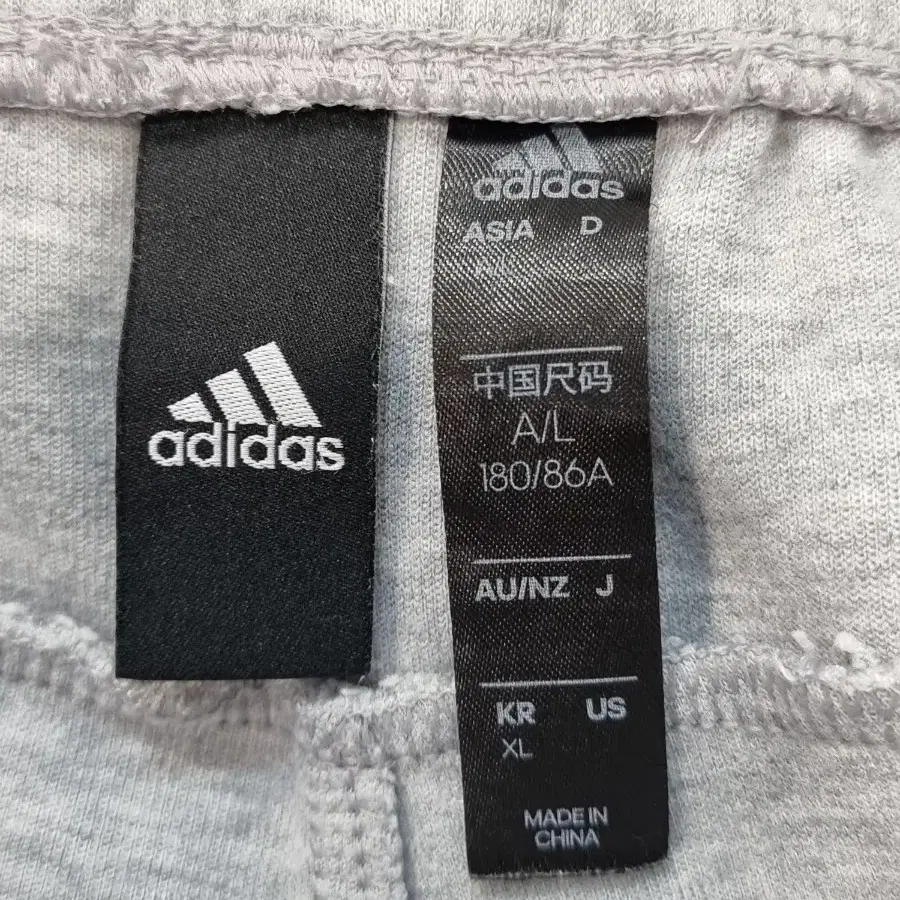 adidas
adidas
ASIA D
中国尺码
A/L
180/86A
AU/NZ J
KR US
XL
MADE IN
CHINA